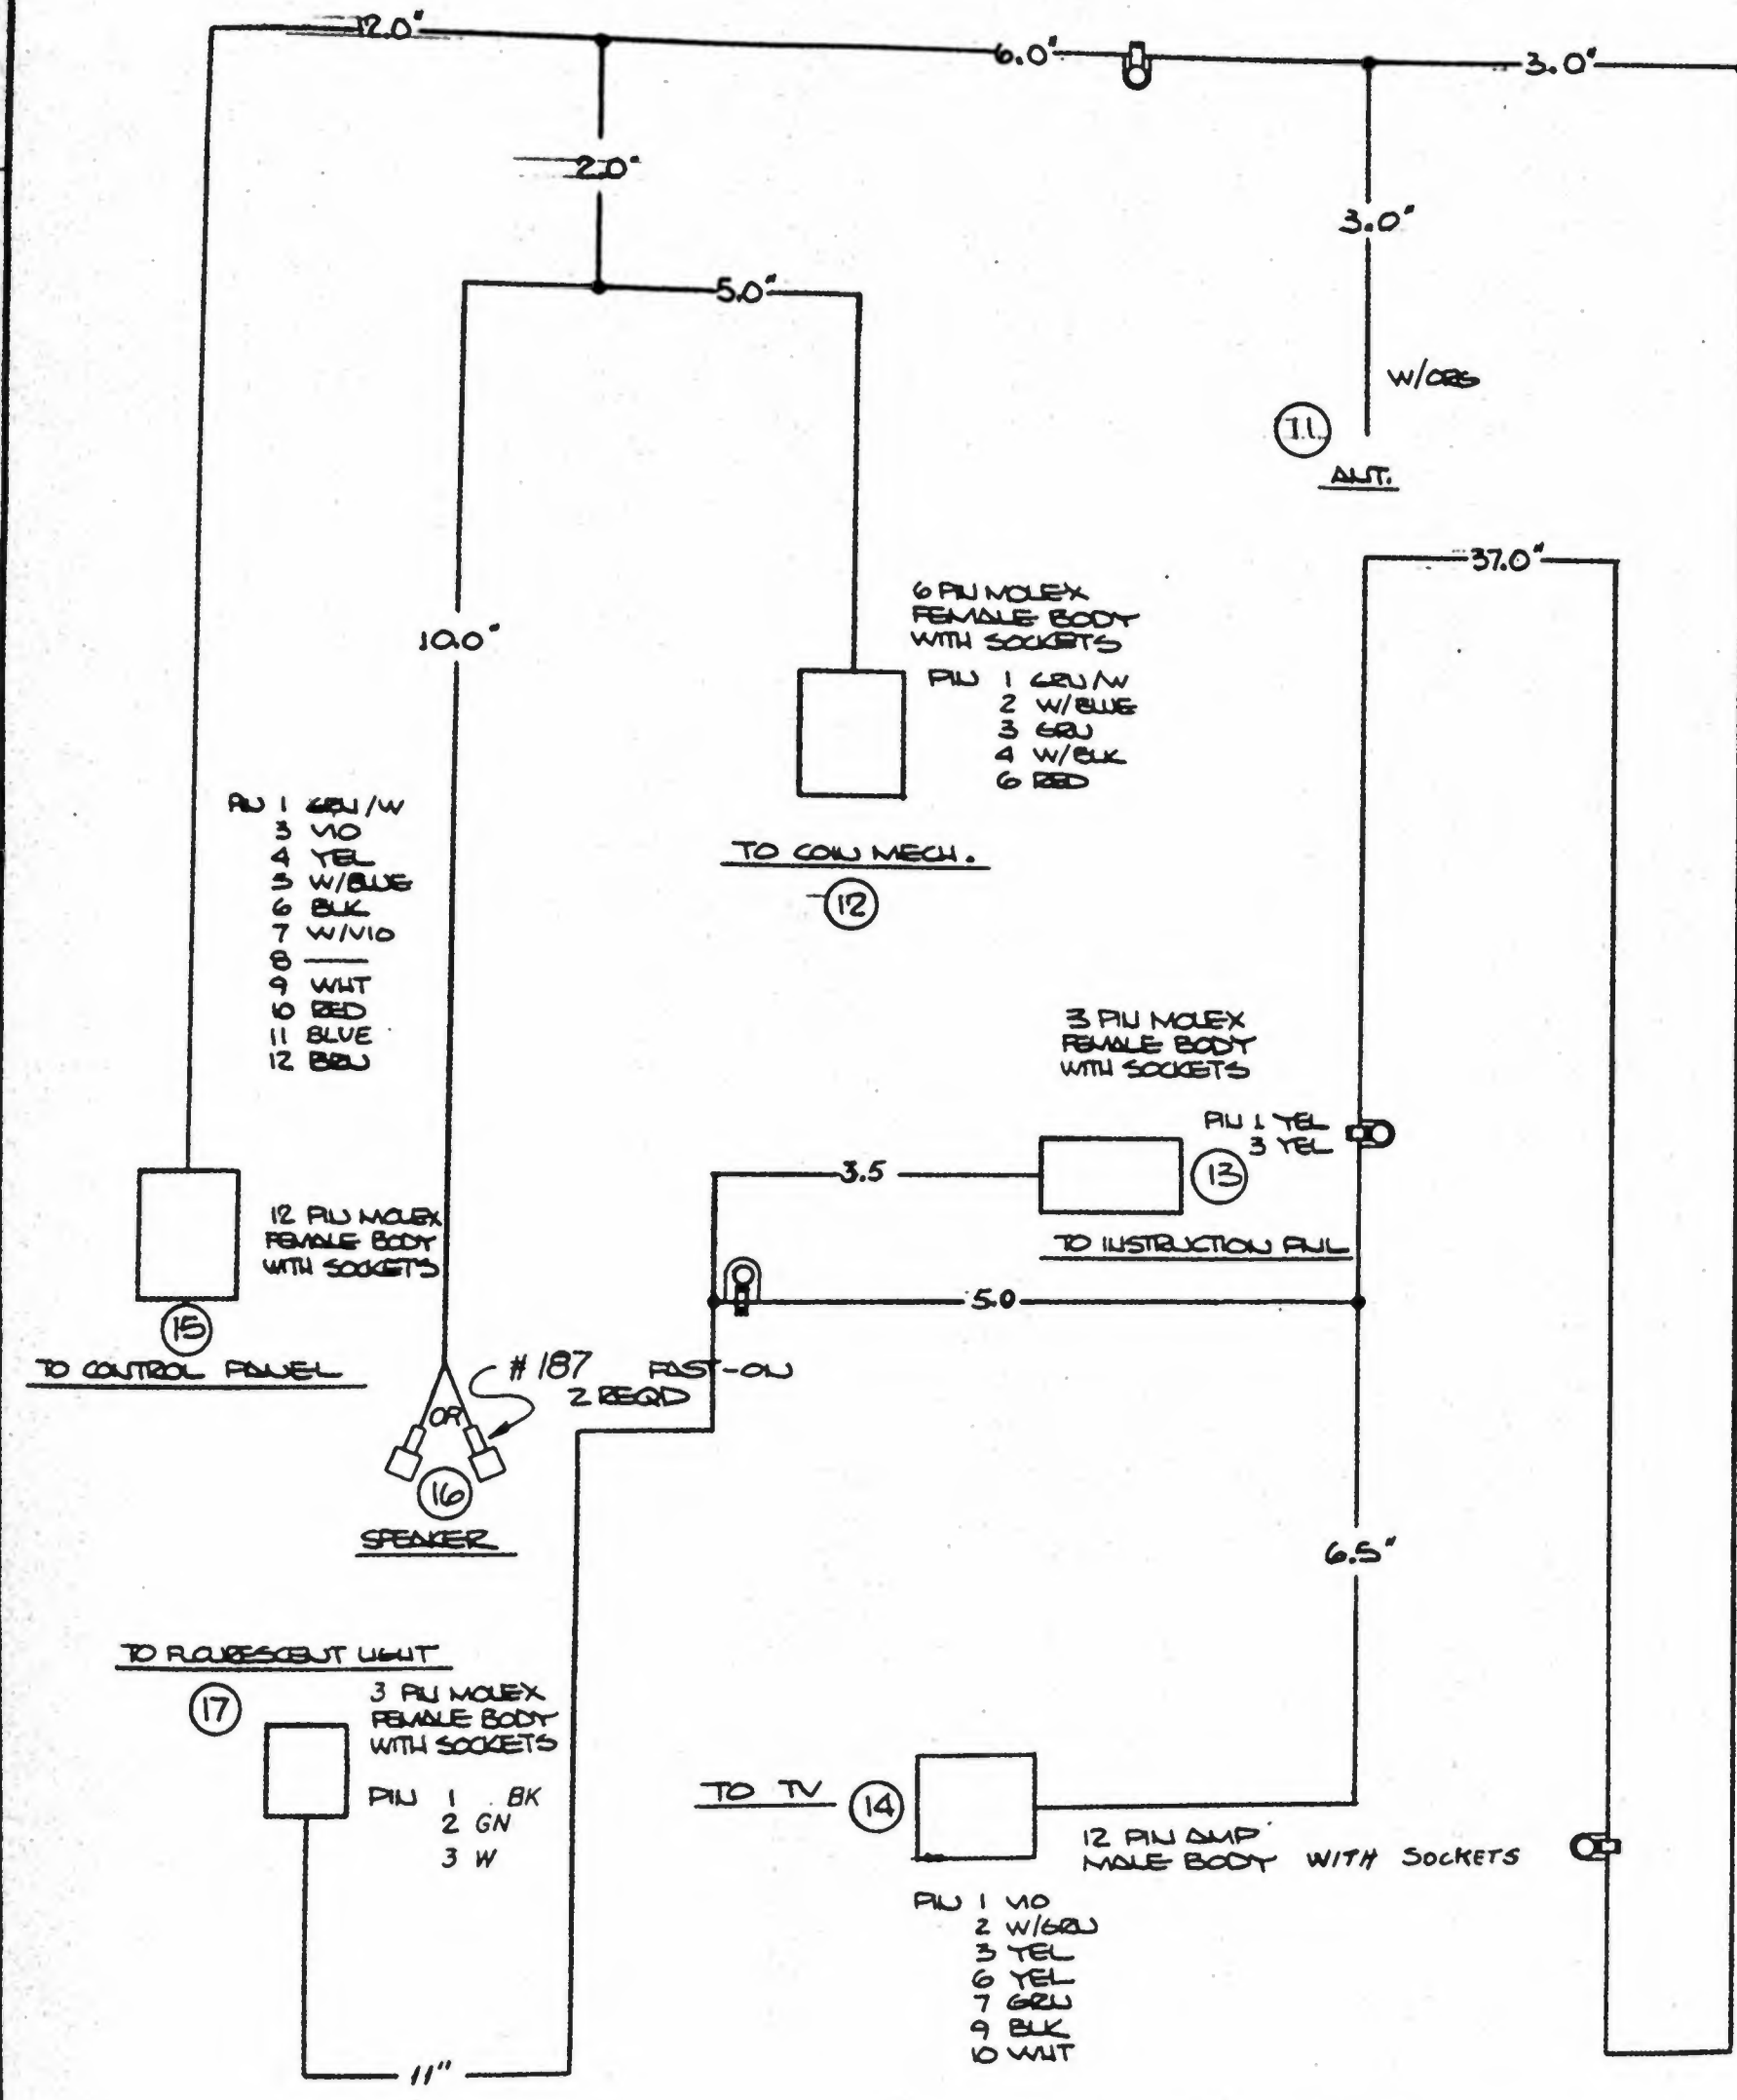 12.0"
6.0"
3.0"
2.0"
3.0"
5.0"
W/ORG
11
ANT.
37.0"
10.0"
6 PIN MOLEX
FEMALE BODY
WITH SOCKETS
PIN 1 GRN/W
2 W/BLUE
3 GRN
4 W/BLK
6 RED
TO COIN MECH.
12
PIN 1 GRN/W
3 VIO
4 YEL
5 W/BLUE
6 BLK
7 W/VIO
8 —
9 WHT
10 RED
11 BLUE
12 BRN
12 PIN MOLEX
FEMALE BODY
WITH SOCKETS
15
TO CONTROL PANEL
3 PIN MOLEX
FEMALE BODY
WITH SOCKETS
PIN 1 YEL
3 YEL
13
3.5
TO INSTRUCTION PNL
5.0
#187 FAST-ON
2 REQD
OR
16
SPEAKER
6.5"
TO FLOURESCENT LIGHT
17
3 PIN MOLEX
FEMALE BODY
WITH SOCKETS
PIN 1 BK
2 GN
3 W
TO TV 14
12 PIN AMP
MALE BODY WITH SOCKETS
PIN 1 VIO
2 W/GRN
3 YEL
6 YEL
7 GRN
9 BLK
10 WHT
11"